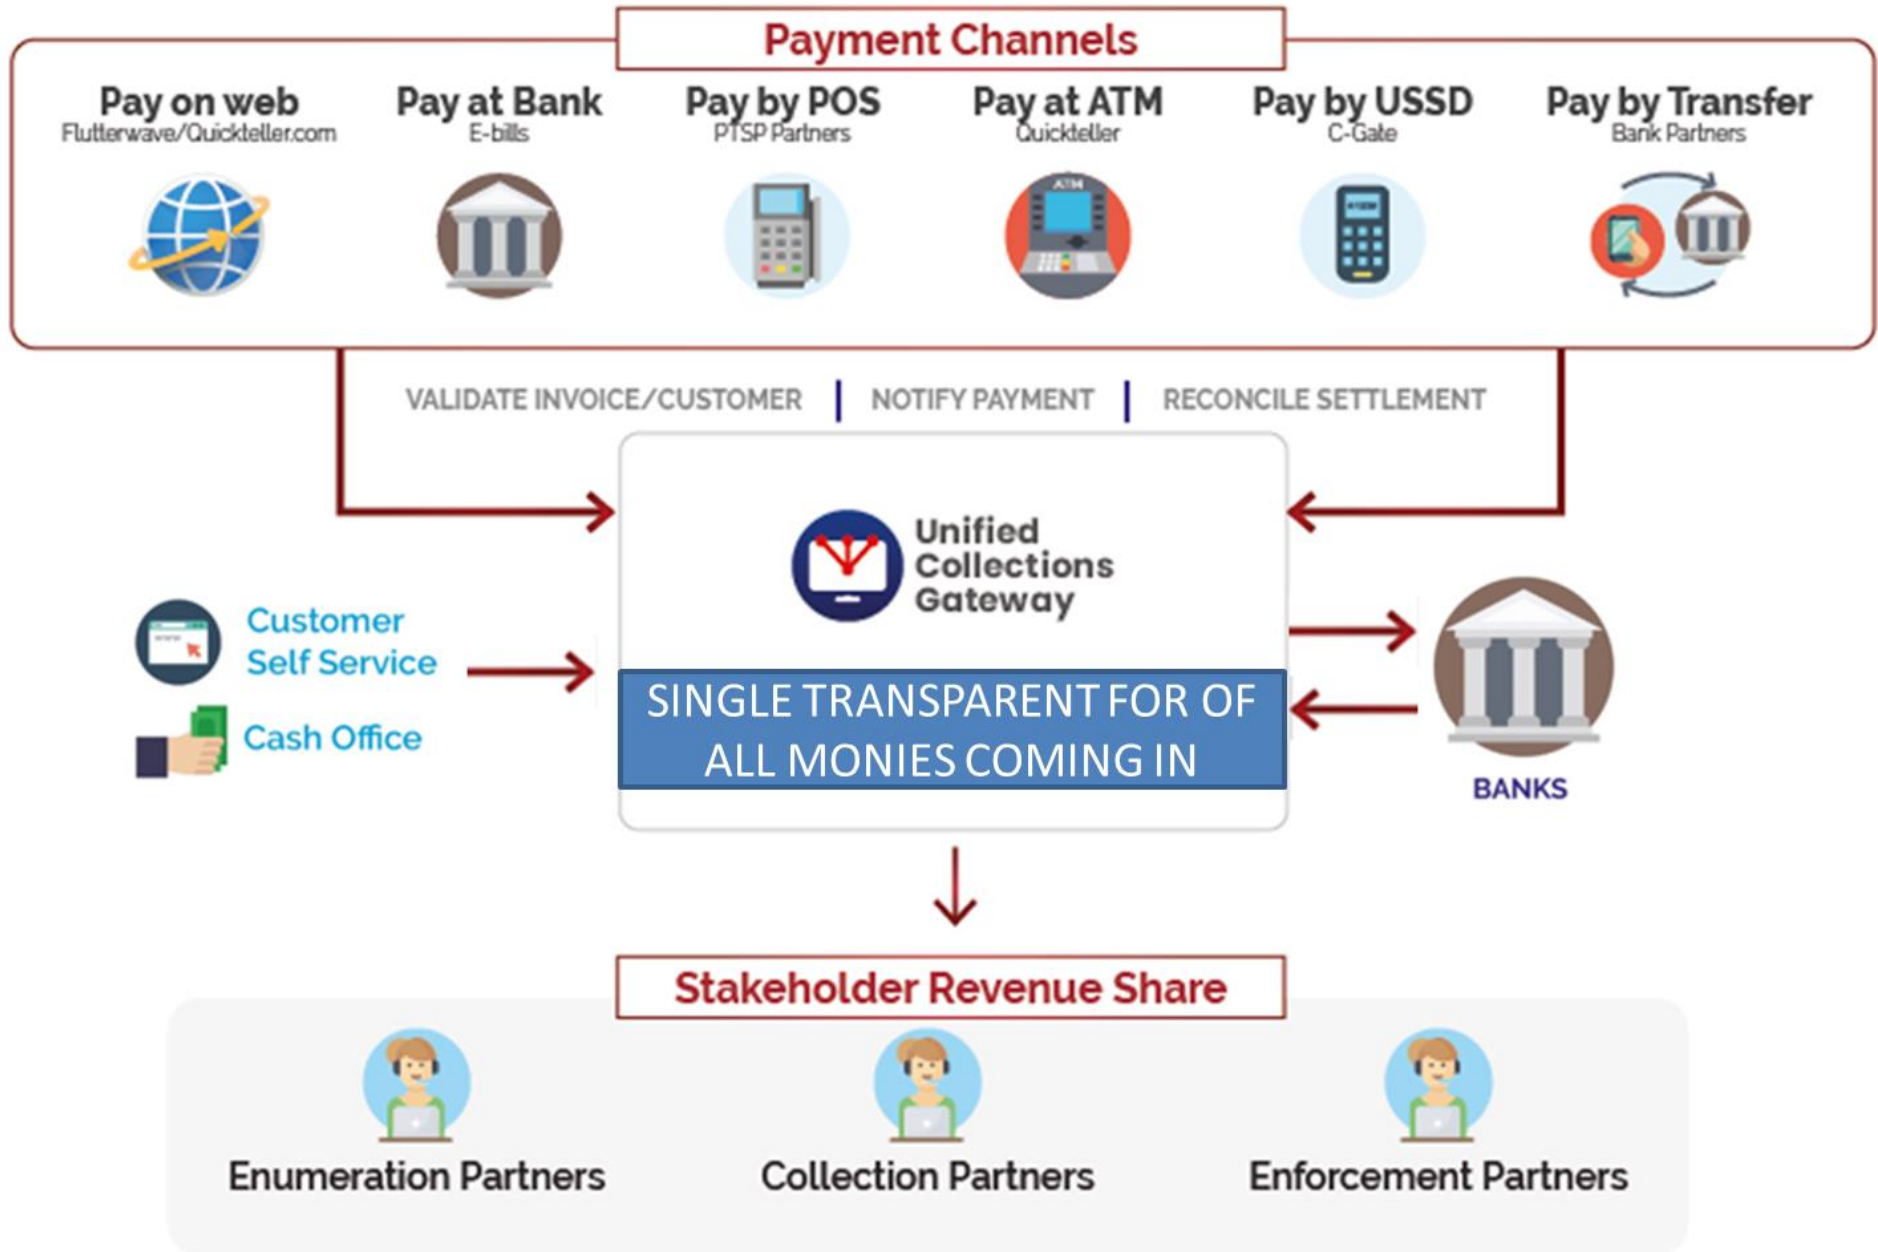 Payment Channels
Pay on web
Flutterwave/Quickteller.com
Pay at Bank
E-bills
Pay by POS
PTSP Partners
Pay at ATM
Quickteller
Pay by USSD
C-Gate
Pay by Transfer
Bank Partners
ATM
VALIDATE INVOICE/CUSTOMER | NOTIFY PAYMENT | RECONCILE SETTLEMENT
Unified
Collections
Gateway
Customer
Self Service
Cash Office
SINGLE TRANSPARENT FOR OF
ALL MONIES COMING IN
BANKS
Stakeholder Revenue Share
Enumeration Partners
Collection Partners
Enforcement Partners